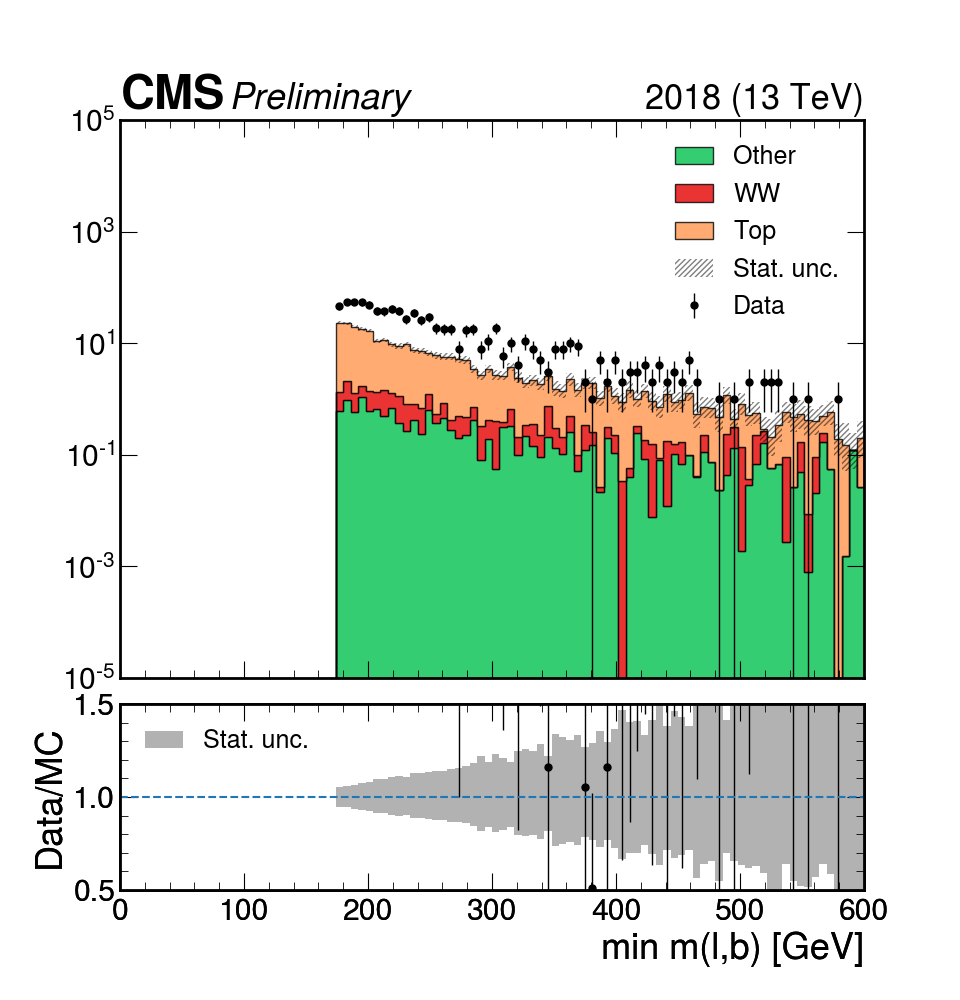 CMS Preliminary 2018 (13 TeV)
10^5
10^3
10^1
10^-1
10^-3
10^-5
Other
WW
Top
Stat. unc.
Data
Data/MC
1.5
1.0
0.5
Stat. unc.
0 100 200 300 400 500 600
min m(l,b) [GeV]